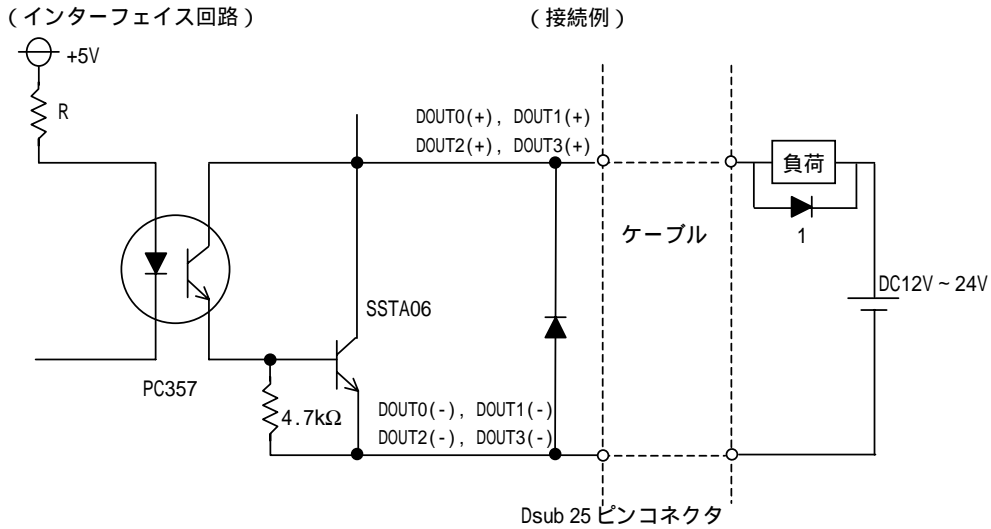 (インターフェイス回路)
(接続例)
+5V
R
DOUT0(+), DOUT1(+)
DOUT2(+), DOUT3(+)
負荷
1
ケーブル
DC12V ~ 24V
SSTA06
PC357
4.7kΩ
DOUT0(-), DOUT1(-)
DOUT2(-), DOUT3(-)
Dsub 25 ピンコネクタ